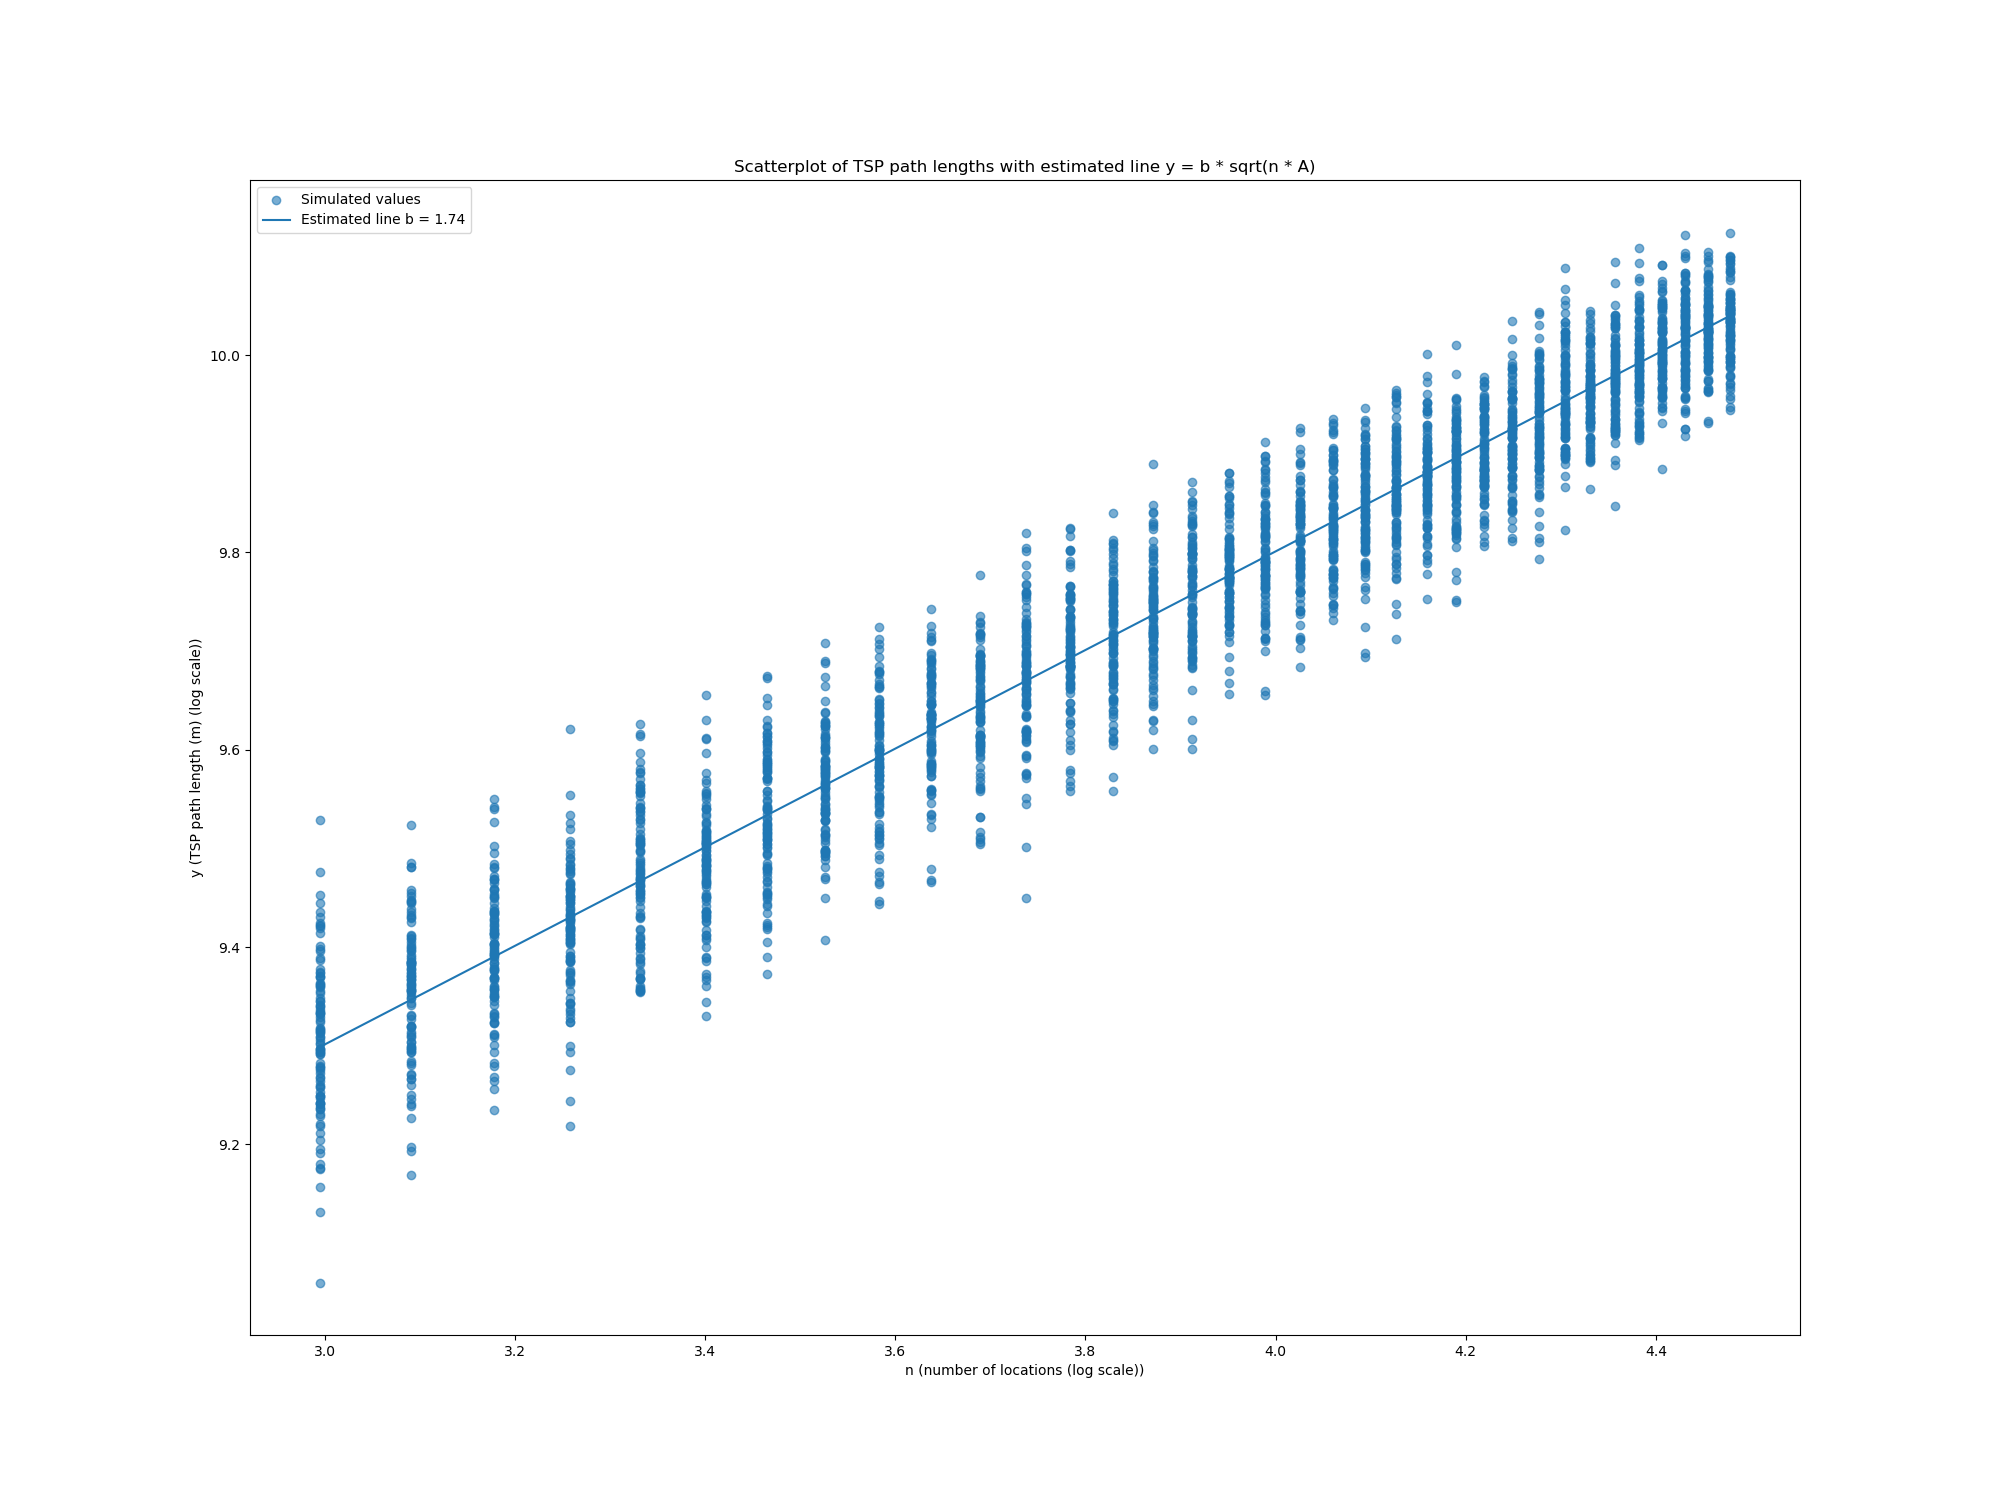 Scatterplot of TSP path lengths with estimated line y = b * sqrt(n * A)
Simulated values
Estimated line b = 1.74
10.0
9.8
9.6
9.4
9.2
y (TSP path length (m) (log scale))
3.0 3.2 3.4 3.6 3.8 4.0 4.2 4.4
n (number of locations (log scale))